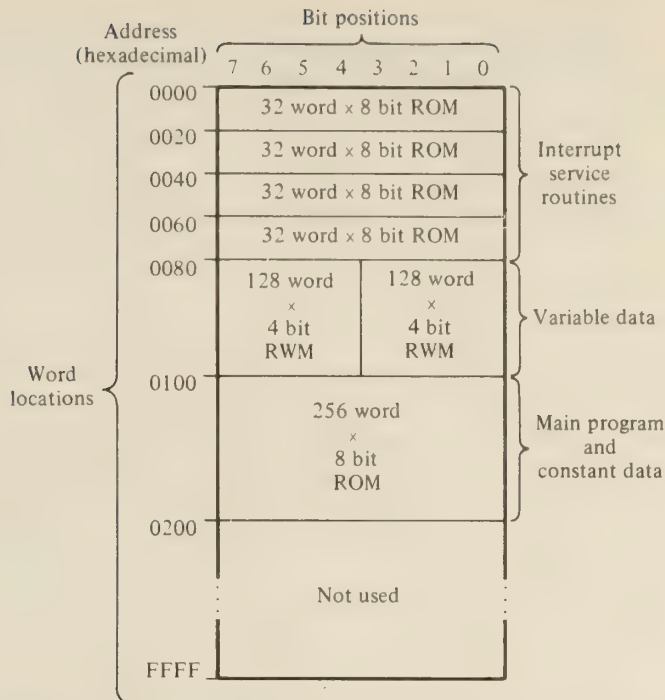 Bit positions
Address
(hexadecimal)
7 6 5 4 3 2 1 0
0000
32 word × 8 bit ROM
0020
32 word × 8 bit ROM
0040
32 word × 8 bit ROM
0060
32 word × 8 bit ROM
Interrupt
service
routines
0080
128 word
×
4 bit
RWM
128 word
×
4 bit
RWM
Variable data
Word
locations
0100
256 word
×
8 bit
ROM
Main program
and
constant data
0200
Not used
FFFF